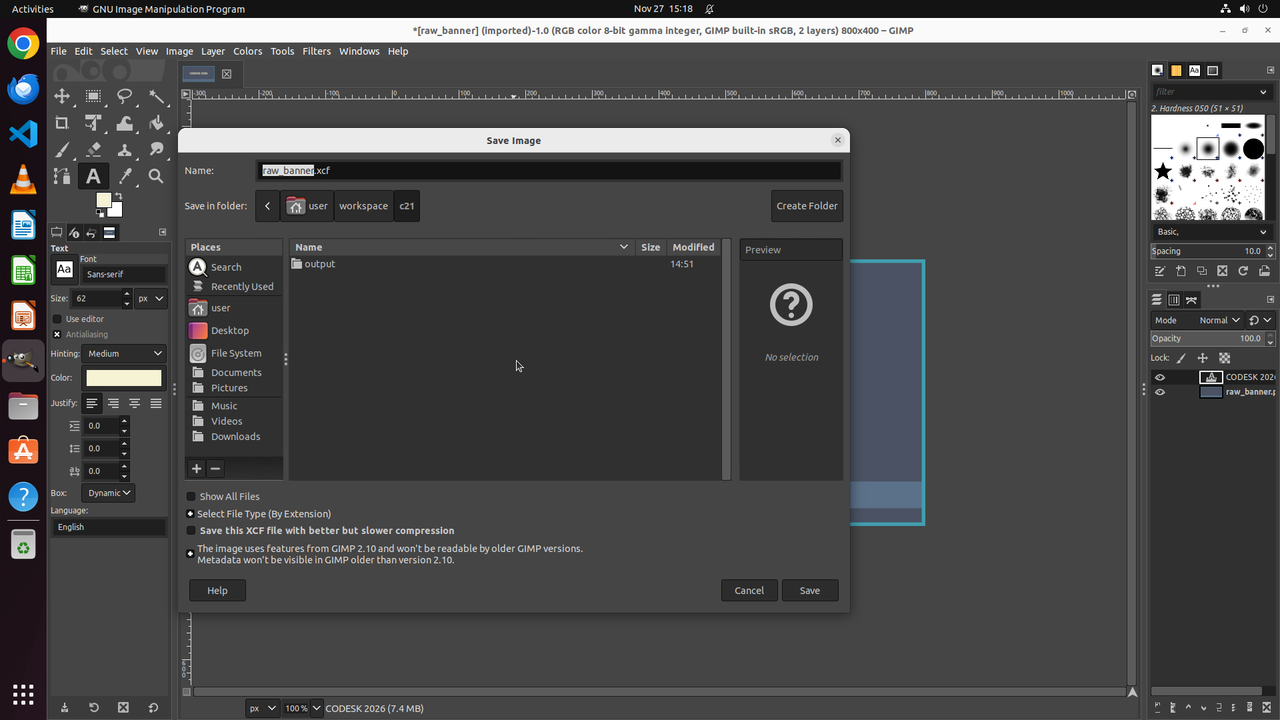 Activities
GNU Image Manipulation Program
Nov 27 15:18
*[raw_banner] (imported)-1.0 (RGB color 8-bit gamma integer, GIMP built-in sRGB, 2 layers) 800x400 – GIMP
File Edit Select View Image Layer Colors Tools Filters Windows Help
filter
2. Hardness 050 (51 × 51)
Basic,
Spacing 10.0
Mode Normal
Opacity 100.0
Lock:
CODESK 2026
raw_banner.p
Text
Font
Aa Sans-serif
Size: 62 px
Use editor
Antialiasing
Hinting: Medium
Color:
Justify:
0.0
0.0
0.0
Box: Dynamic
Language:
English
Save Image
Name: raw_banner.xcf
Save in folder: user workspace c21 Create Folder
Places
Search
Recently Used
user
Desktop
File System
Documents
Pictures
Music
Videos
Downloads
Name Size Modified
output 14:51
Preview
No selection
Show All Files
Select File Type (By Extension)
Save this XCF file with better but slower compression
The image uses features from GIMP 2.10 and won't be readable by older GIMP versions.
Metadata won't be visible in GIMP older than version 2.10.
Help Cancel Save
px 100 % CODESK 2026 (7.4 MB)